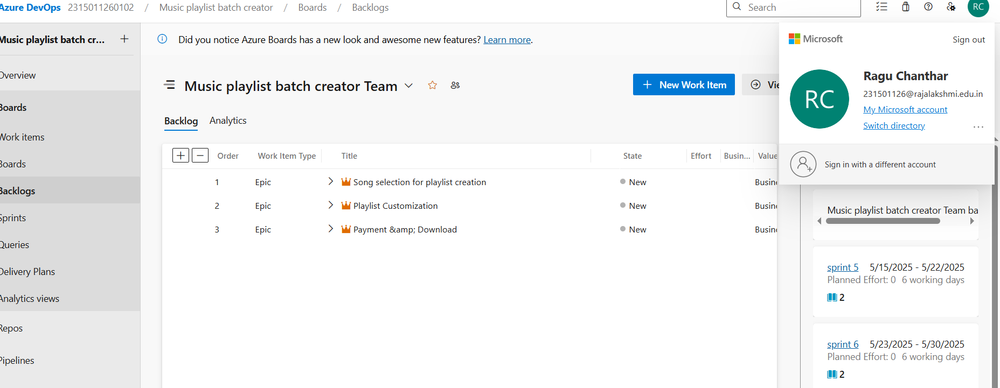 Azure DevOps 2315011260102 / Music playlist batch creator / Boards / Backlogs
Search
RC
Music playlist batch cr...
Overview
Boards
Work items
Boards
Backlogs
Sprints
Queries
Delivery Plans
Analytics views
Repos
Pipelines
Did you notice Azure Boards has a new look and awesome new features? Learn more.
Music playlist batch creator Team
New Work Item
Backlog Analytics
Order Work Item Type Title State Effort Busin... Value
1 Epic Song selection for playlist creation New Busin
2 Epic Playlist Customization New Busin
3 Epic Payment &amp; Download New Busin
Microsoft Sign out
RC
Ragu Chanthar
231501126@rajalakshmi.edu.in
My Microsoft account
Switch directory
...
Sign in with a different account
Music playlist batch creator Team ba
sprint 5 5/15/2025 - 5/22/2025
Planned Effort: 0 6 working days
2
sprint 6 5/23/2025 - 5/30/2025
Planned Effort: 0 6 working days
2